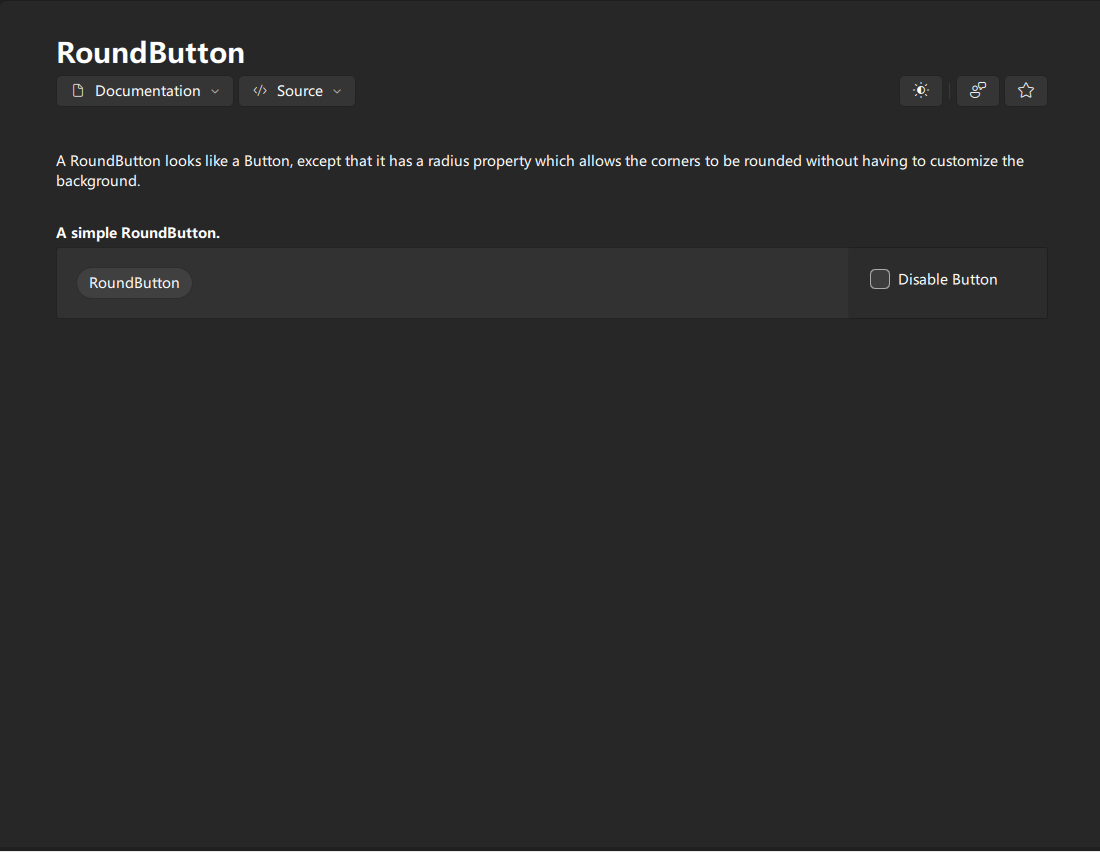 RoundButton
Documentation
Source
A RoundButton looks like a Button, except that it has a radius property which allows the corners to be rounded without having to customize the
background.
A simple RoundButton.
RoundButton
Disable Button